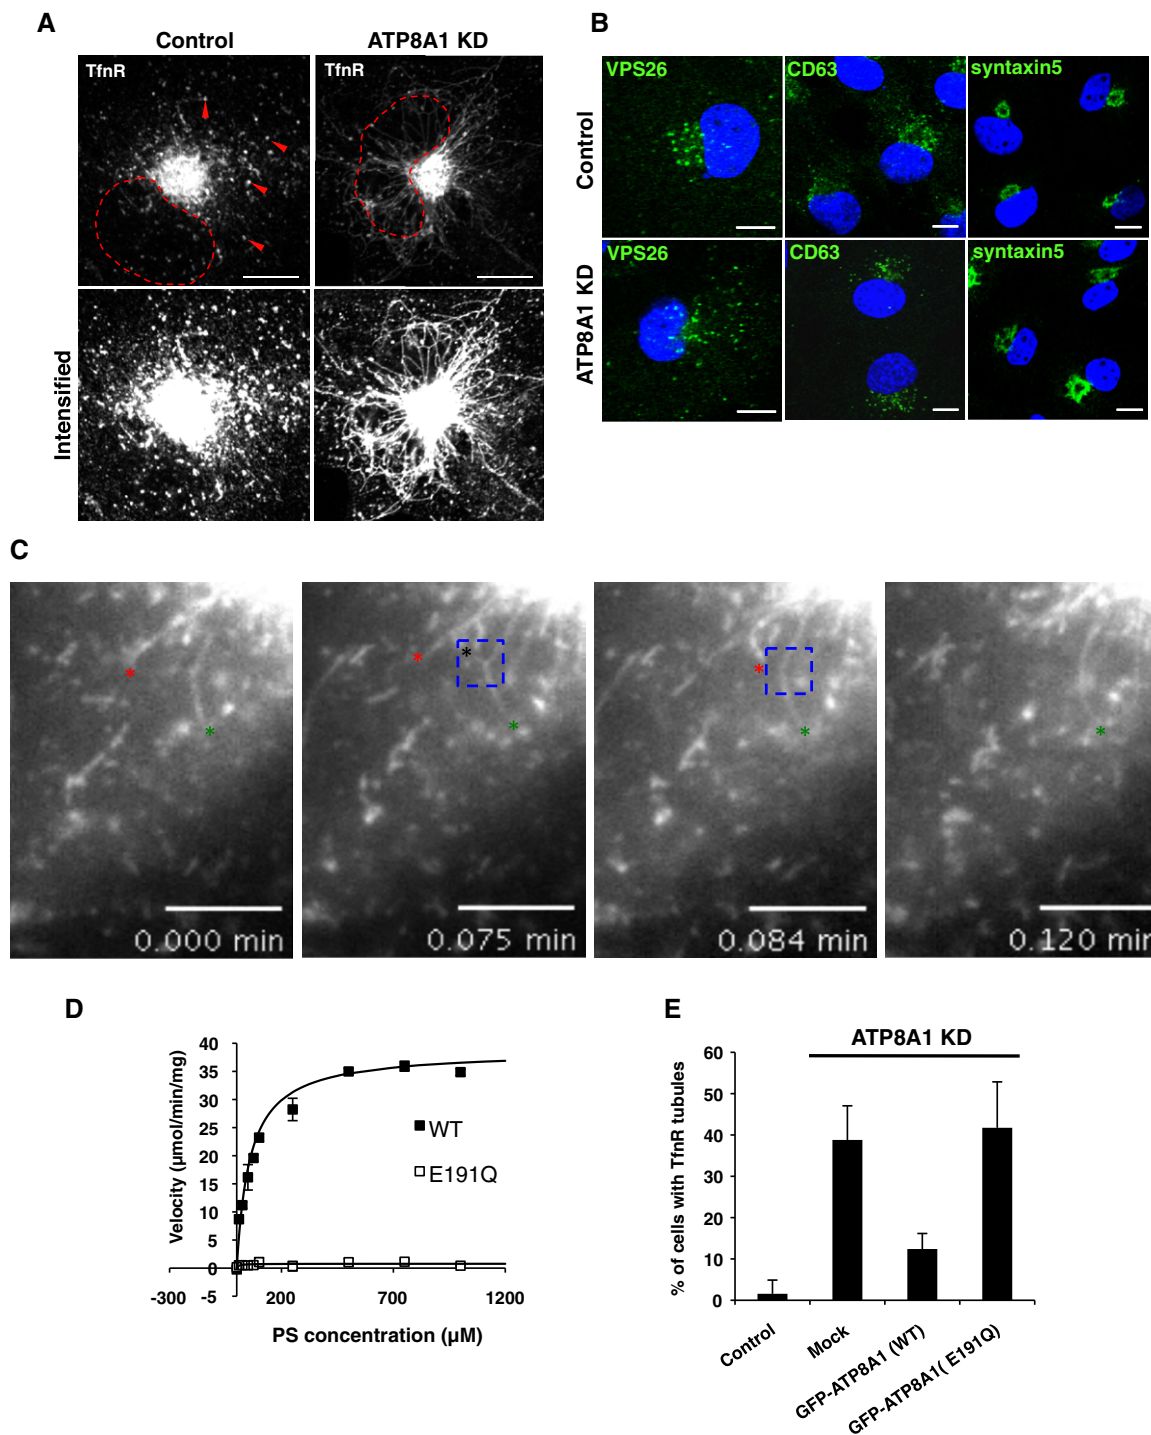 A
Control
ATP8A1 KD
TfnR
TfnR
Intensified
B
Control
ATP8A1 KD
VPS26
CD63
syntaxin5
VPS26
CD63
syntaxin5
C
*
*
0.000 min
*
*
*
0.075 min
*
*
0.084 min
*
0.120 min
D
Velocity (µmol/min/mg)
40
35
30
25
20
15
10
5
0
-5
-300
200
700
1200
PS concentration (µM)
WT
E191Q
E
ATP8A1 KD
% of cells with TfnR tubules
60
50
40
30
20
10
0
Control
Mock
GFP-ATP8A1 (WT)
GFP-ATP8A1( E191Q)